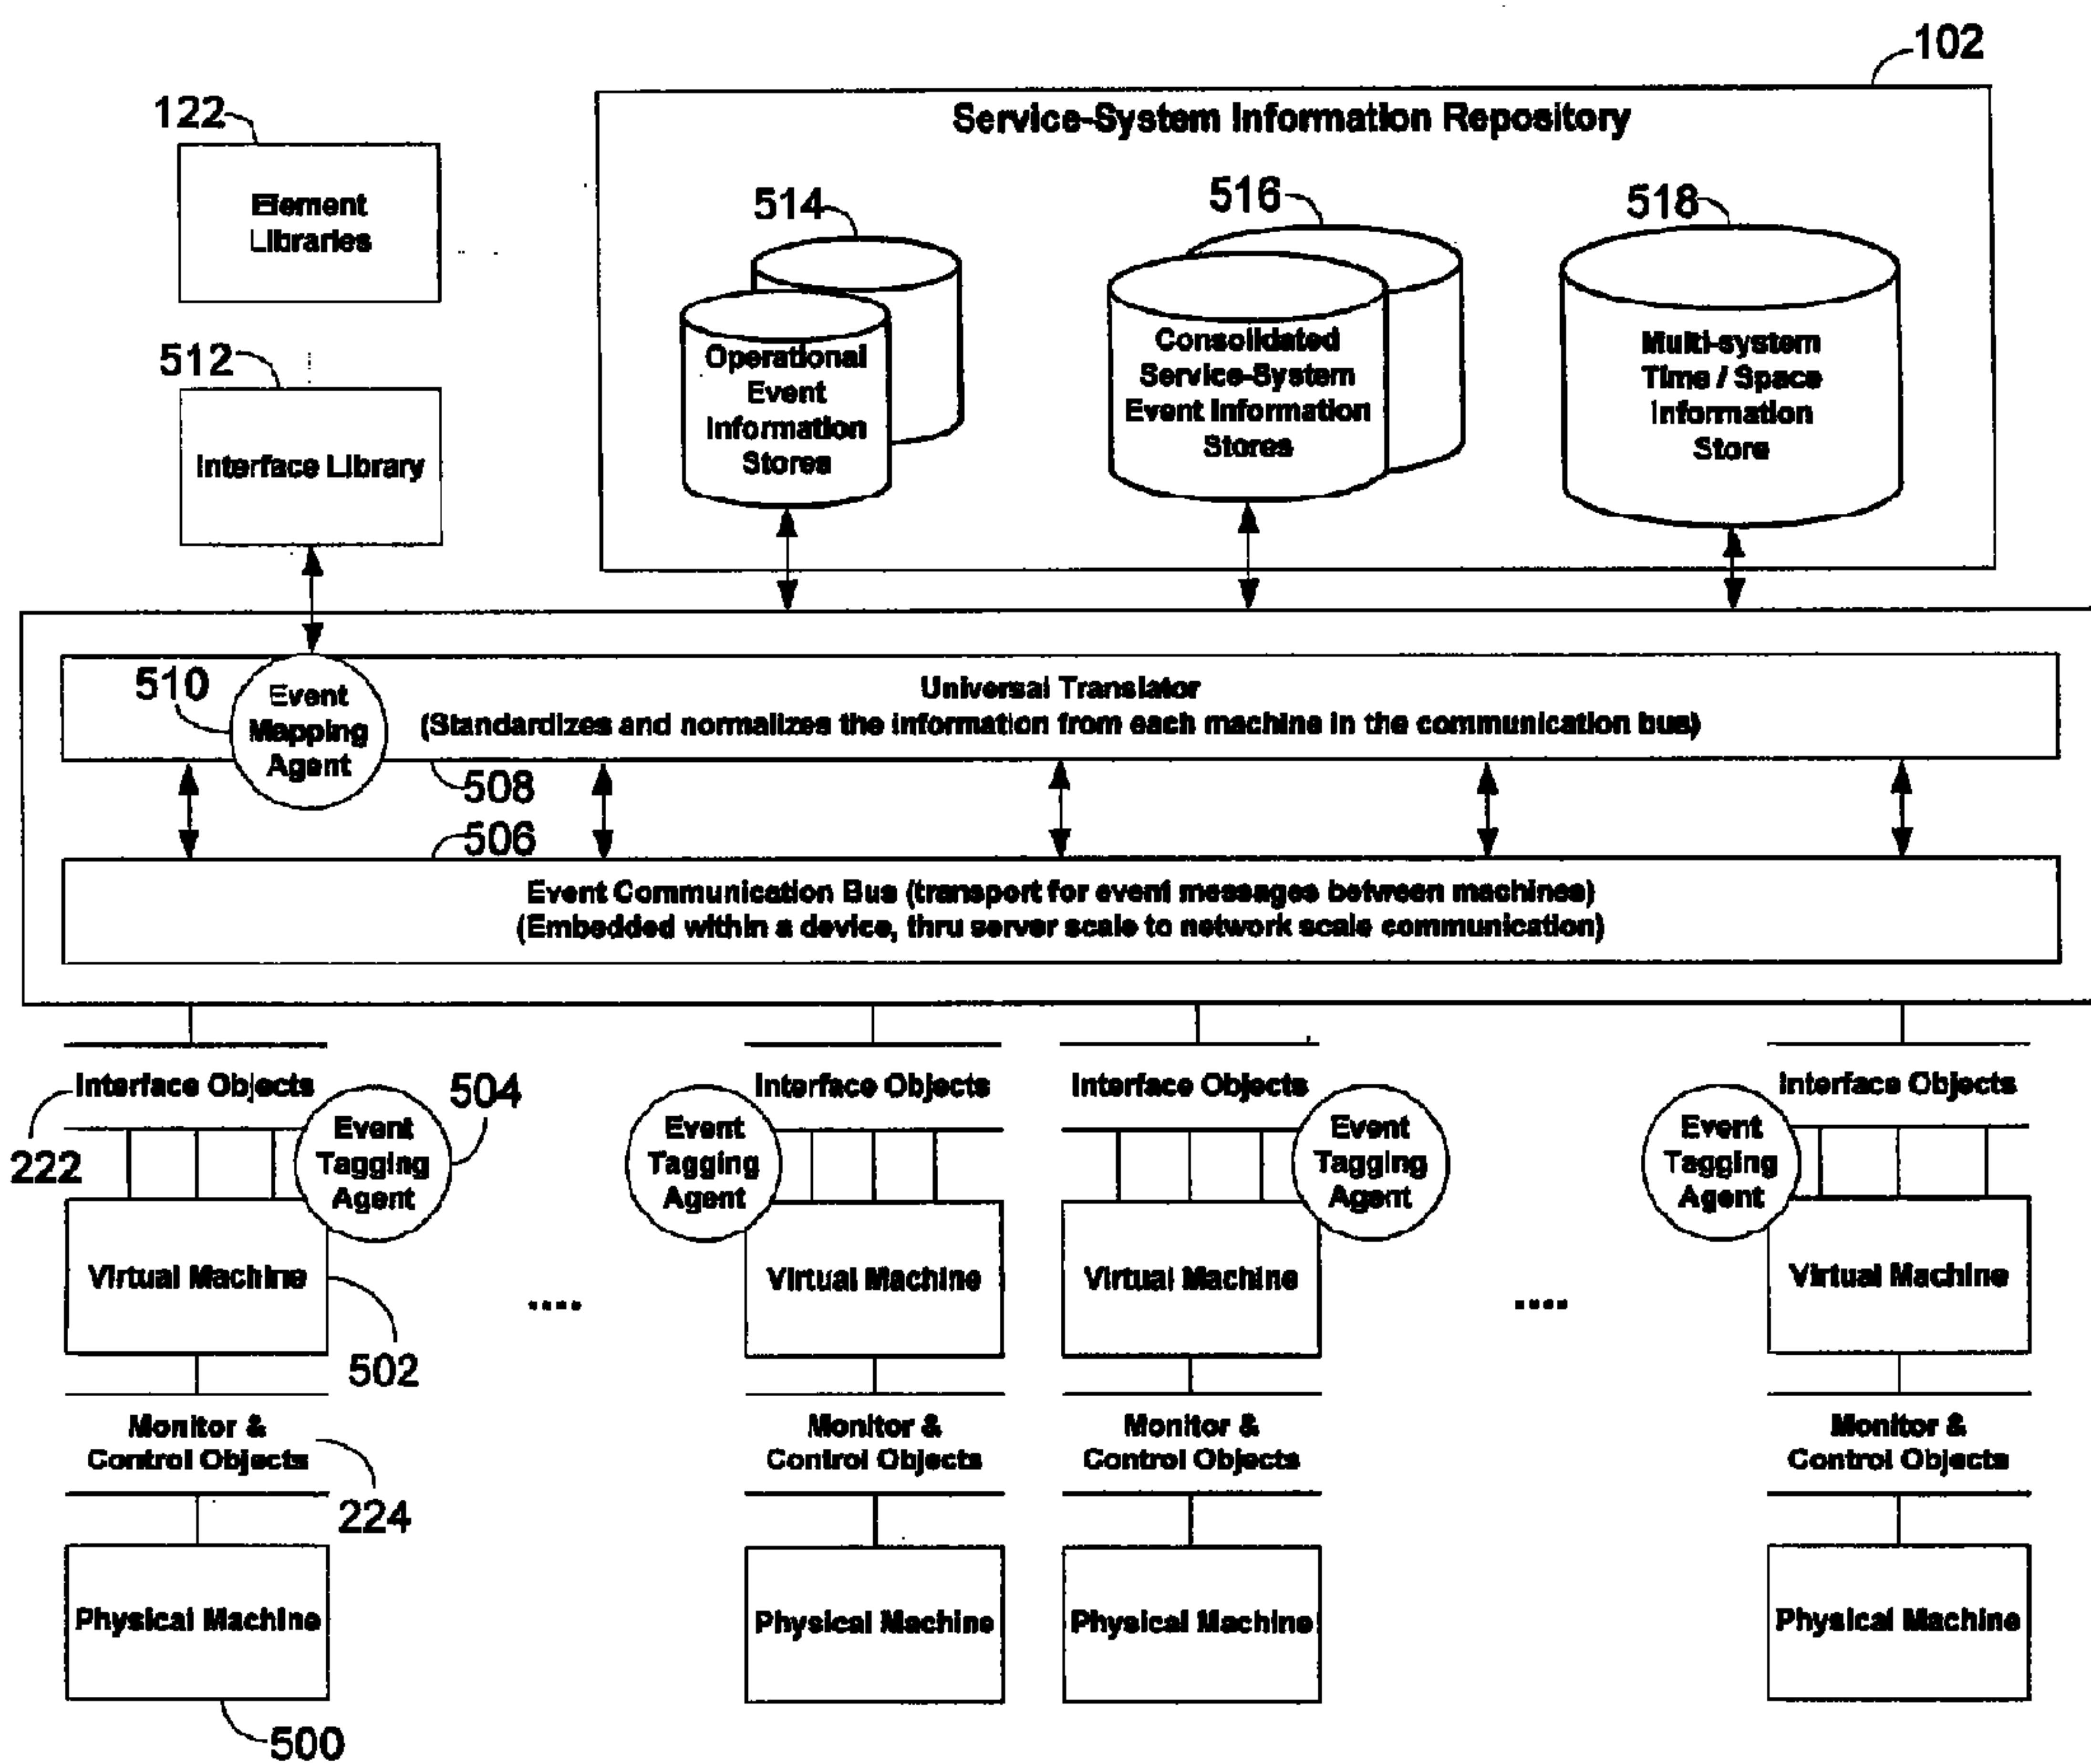 102
122
Service-System Information Repository
Element
Libraries
514
516
518
512
Operational
Event
Information
Stores
Consolidated
Service-System
Event Information
Stores
Multi-system
Time / Space
Information
Store
Interface Library
510
Event
Mapping
Agent
Universal Translator
(Standardizes and normalizes the information from each machine in the communication bus)
508
506
Event Communication Bus (transport for event messages between machines)
(Embedded within a device, thru server scale to network scale communication)
Interface Objects
504
Interface Objects
Interface Objects
Interface Objects
222
Event
Tagging
Agent
Event
Tagging
Agent
Event
Tagging
Agent
Event
Tagging
Agent
Virtual Machine
....
Virtual Machine
Virtual Machine
....
Virtual Machine
502
Monitor &
Control Objects
Monitor &
Control Objects
Monitor &
Control Objects
Monitor &
Control Objects
224
Physical Machine
Physical Machine
Physical Machine
Physical Machine
500